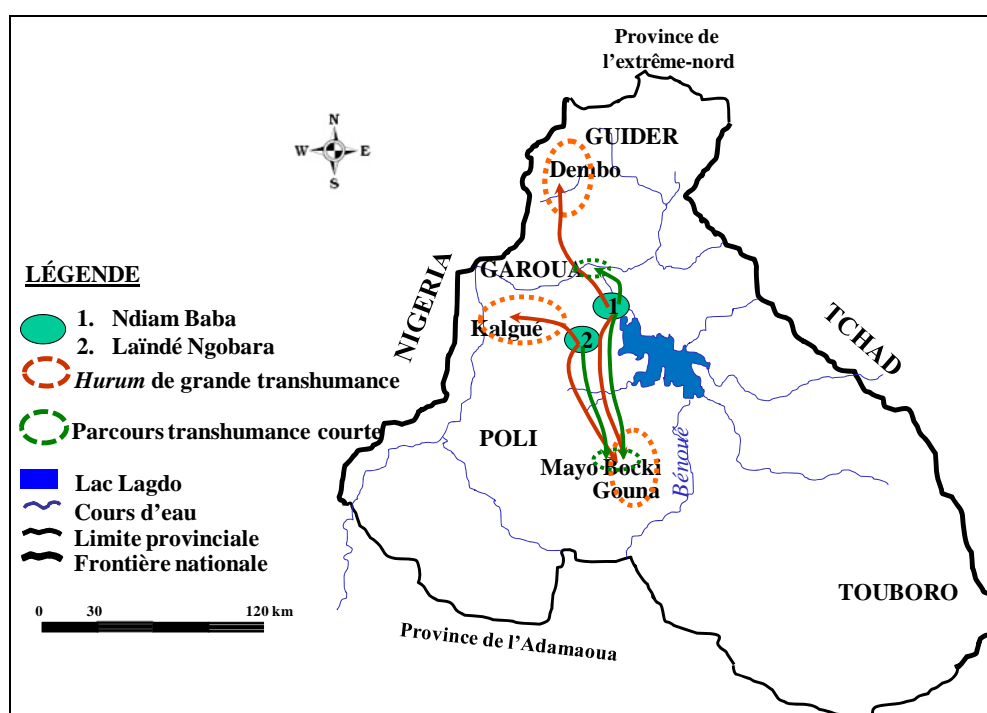 Province de
l'extrême-nord
GUIDER
N
W E
S
Dembo
GAROUA
NIGERIA
TCHAD
LÉGENDE
1. Ndiam Baba
2. Laïndé Ngobara
Hurum de grande transhumance
Parcours transhumance courte
Lac Lagdo
Cours d'eau
Limite provinciale
Frontière nationale
0 30 120 km
1
Kalgué
2
POLI
Mayo Bocki
Gouna
Bénoué
TOUBORO
Province de l'Adamaoua